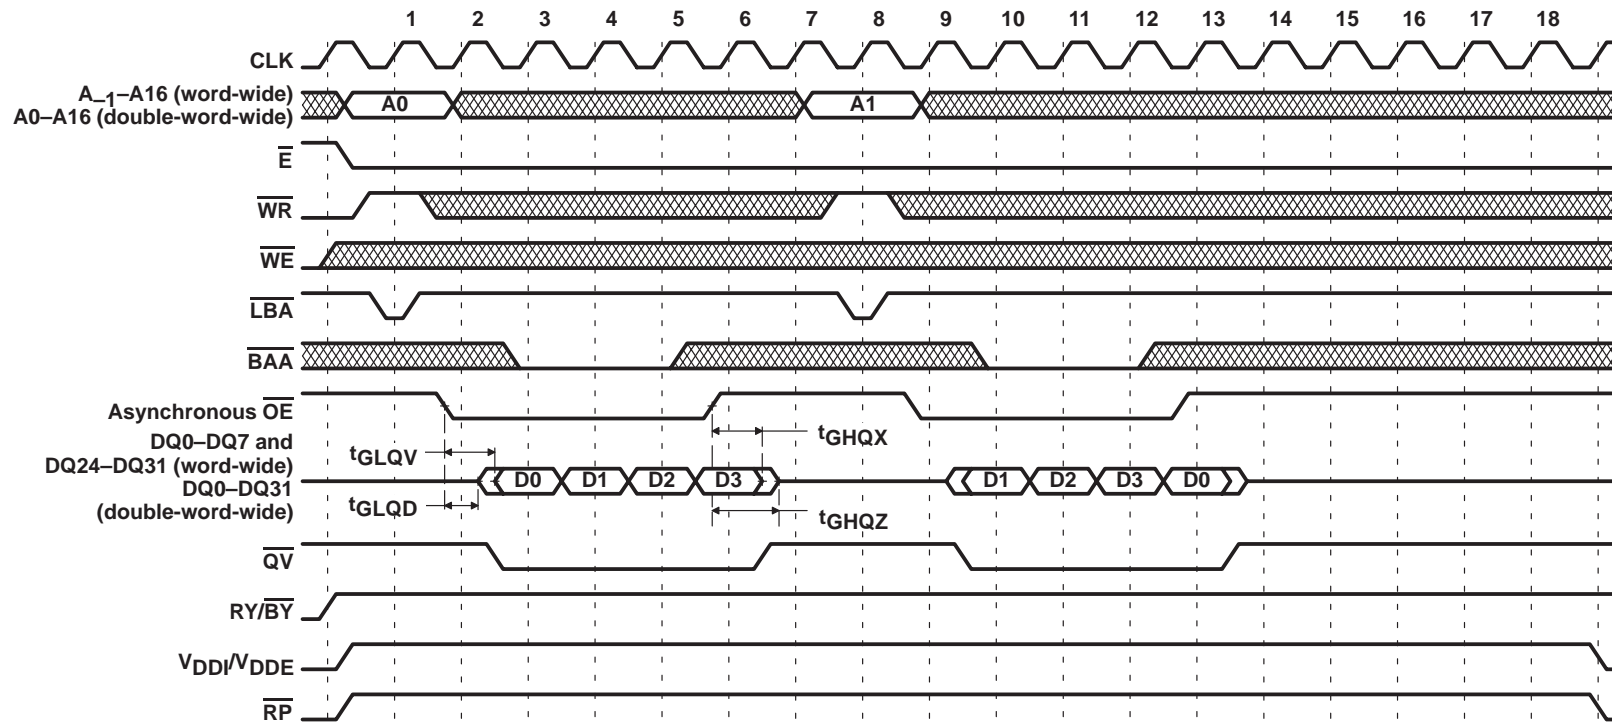 1 2 3 4 5 6 7 8 9 10 11 12 13 14 15 16 17 18
CLK
A–1–A16 (word-wide)
A0–A16 (double-word-wide)
A0 A1
E
WR
WE
LBA
BAA
Asynchronous OE
tGHQX
DQ0–DQ7 and
DQ24–DQ31 (word-wide)
DQ0–DQ31
(double-word-wide)
tGLQV
D0 D1 D2 D3 D1 D2 D3 D0
tGLQD
tGHQZ
QV
RY/BY
VDDI/VDDE
RP